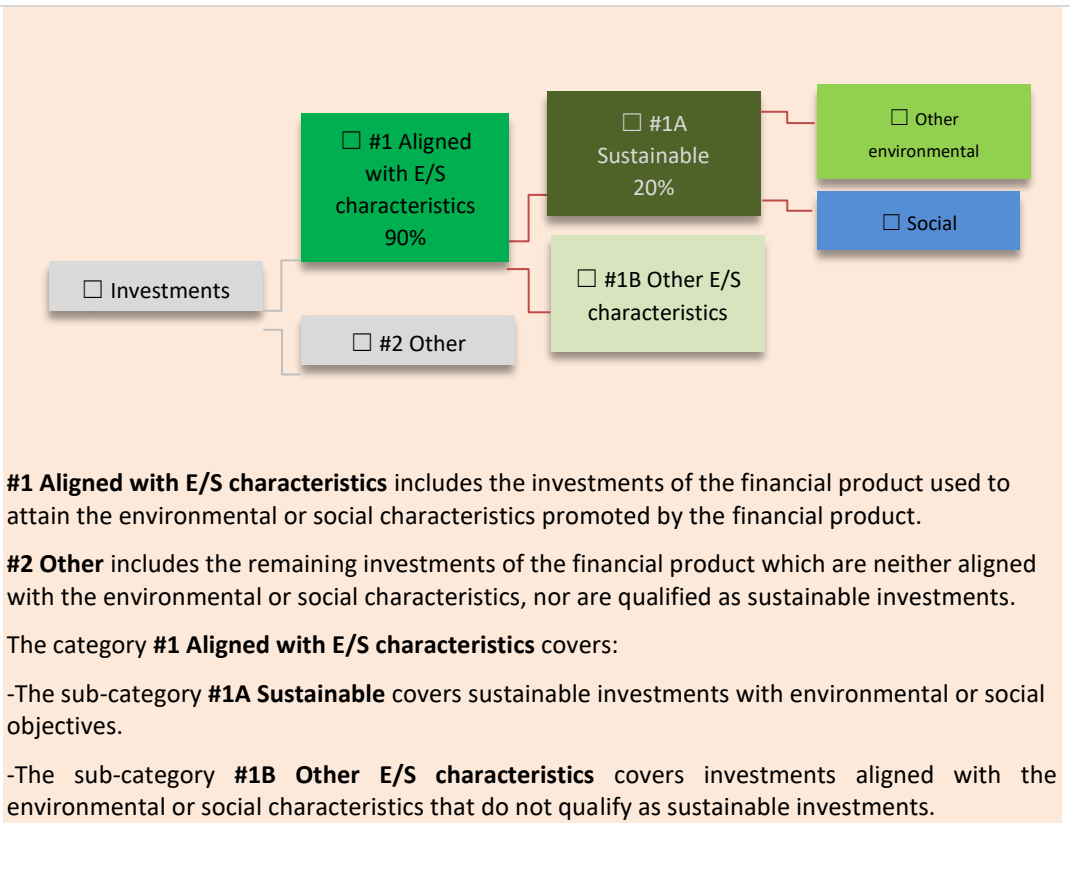 ☐ Investments
☐ #1 Aligned
with E/S
characteristics
90%
☐ #2 Other
☐ #1A
Sustainable
20%
☐ #1B Other E/S
characteristics
☐ Other
environmental
☐ Social
#1 Aligned with E/S characteristics includes the investments of the financial product used to
attain the environmental or social characteristics promoted by the financial product.
#2 Other includes the remaining investments of the financial product which are neither aligned
with the environmental or social characteristics, nor are qualified as sustainable investments.
The category #1 Aligned with E/S characteristics covers:
-The sub-category #1A Sustainable covers sustainable investments with environmental or social
objectives.
-The sub-category #1B Other E/S characteristics covers investments aligned with the
environmental or social characteristics that do not qualify as sustainable investments.